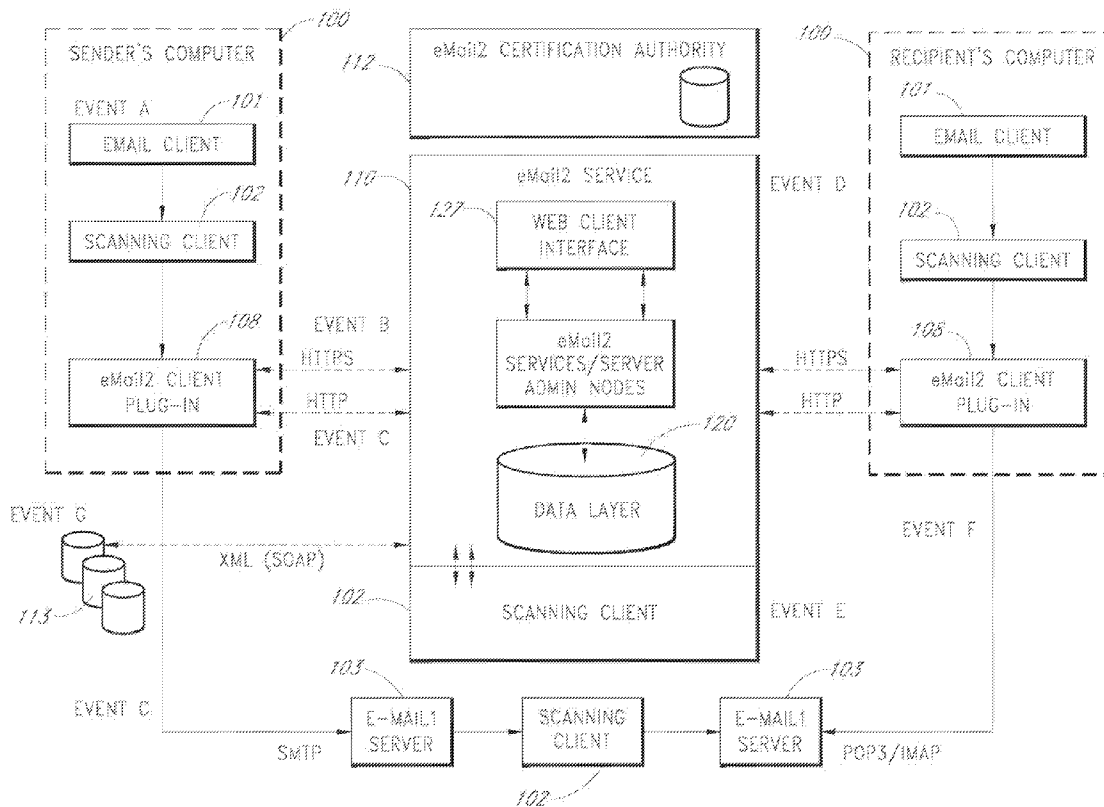 100
SENDER'S COMPUTER
EVENT A
101
EMAIL CLIENT
102
SCANNING CLIENT
108
eMail2 CLIENT
PLUG-IN
EVENT B
HTTPS
HTTP
EVENT C
EVENT G
XML (SOAP)
113
EVENT C
SMTP
112
eMail2 CERTIFICATION AUTHORITY
110
eMail2 SERVICE
127
WEB CLIENT
INTERFACE
eMail2
SERVICES/SERVER
ADMIN NODES
120
DATA LAYER
102
SCANNING CLIENT
103
E-MAIL1
SERVER
SCANNING
CLIENT
102
103
E-MAIL1
SERVER
100
RECIPIENT'S COMPUTER
101
EMAIL CLIENT
EVENT D
102
SCANNING CLIENT
108
HTTPS
HTTP
eMail2 CLIENT
PLUG-IN
EVENT F
EVENT E
POP3/IMAP